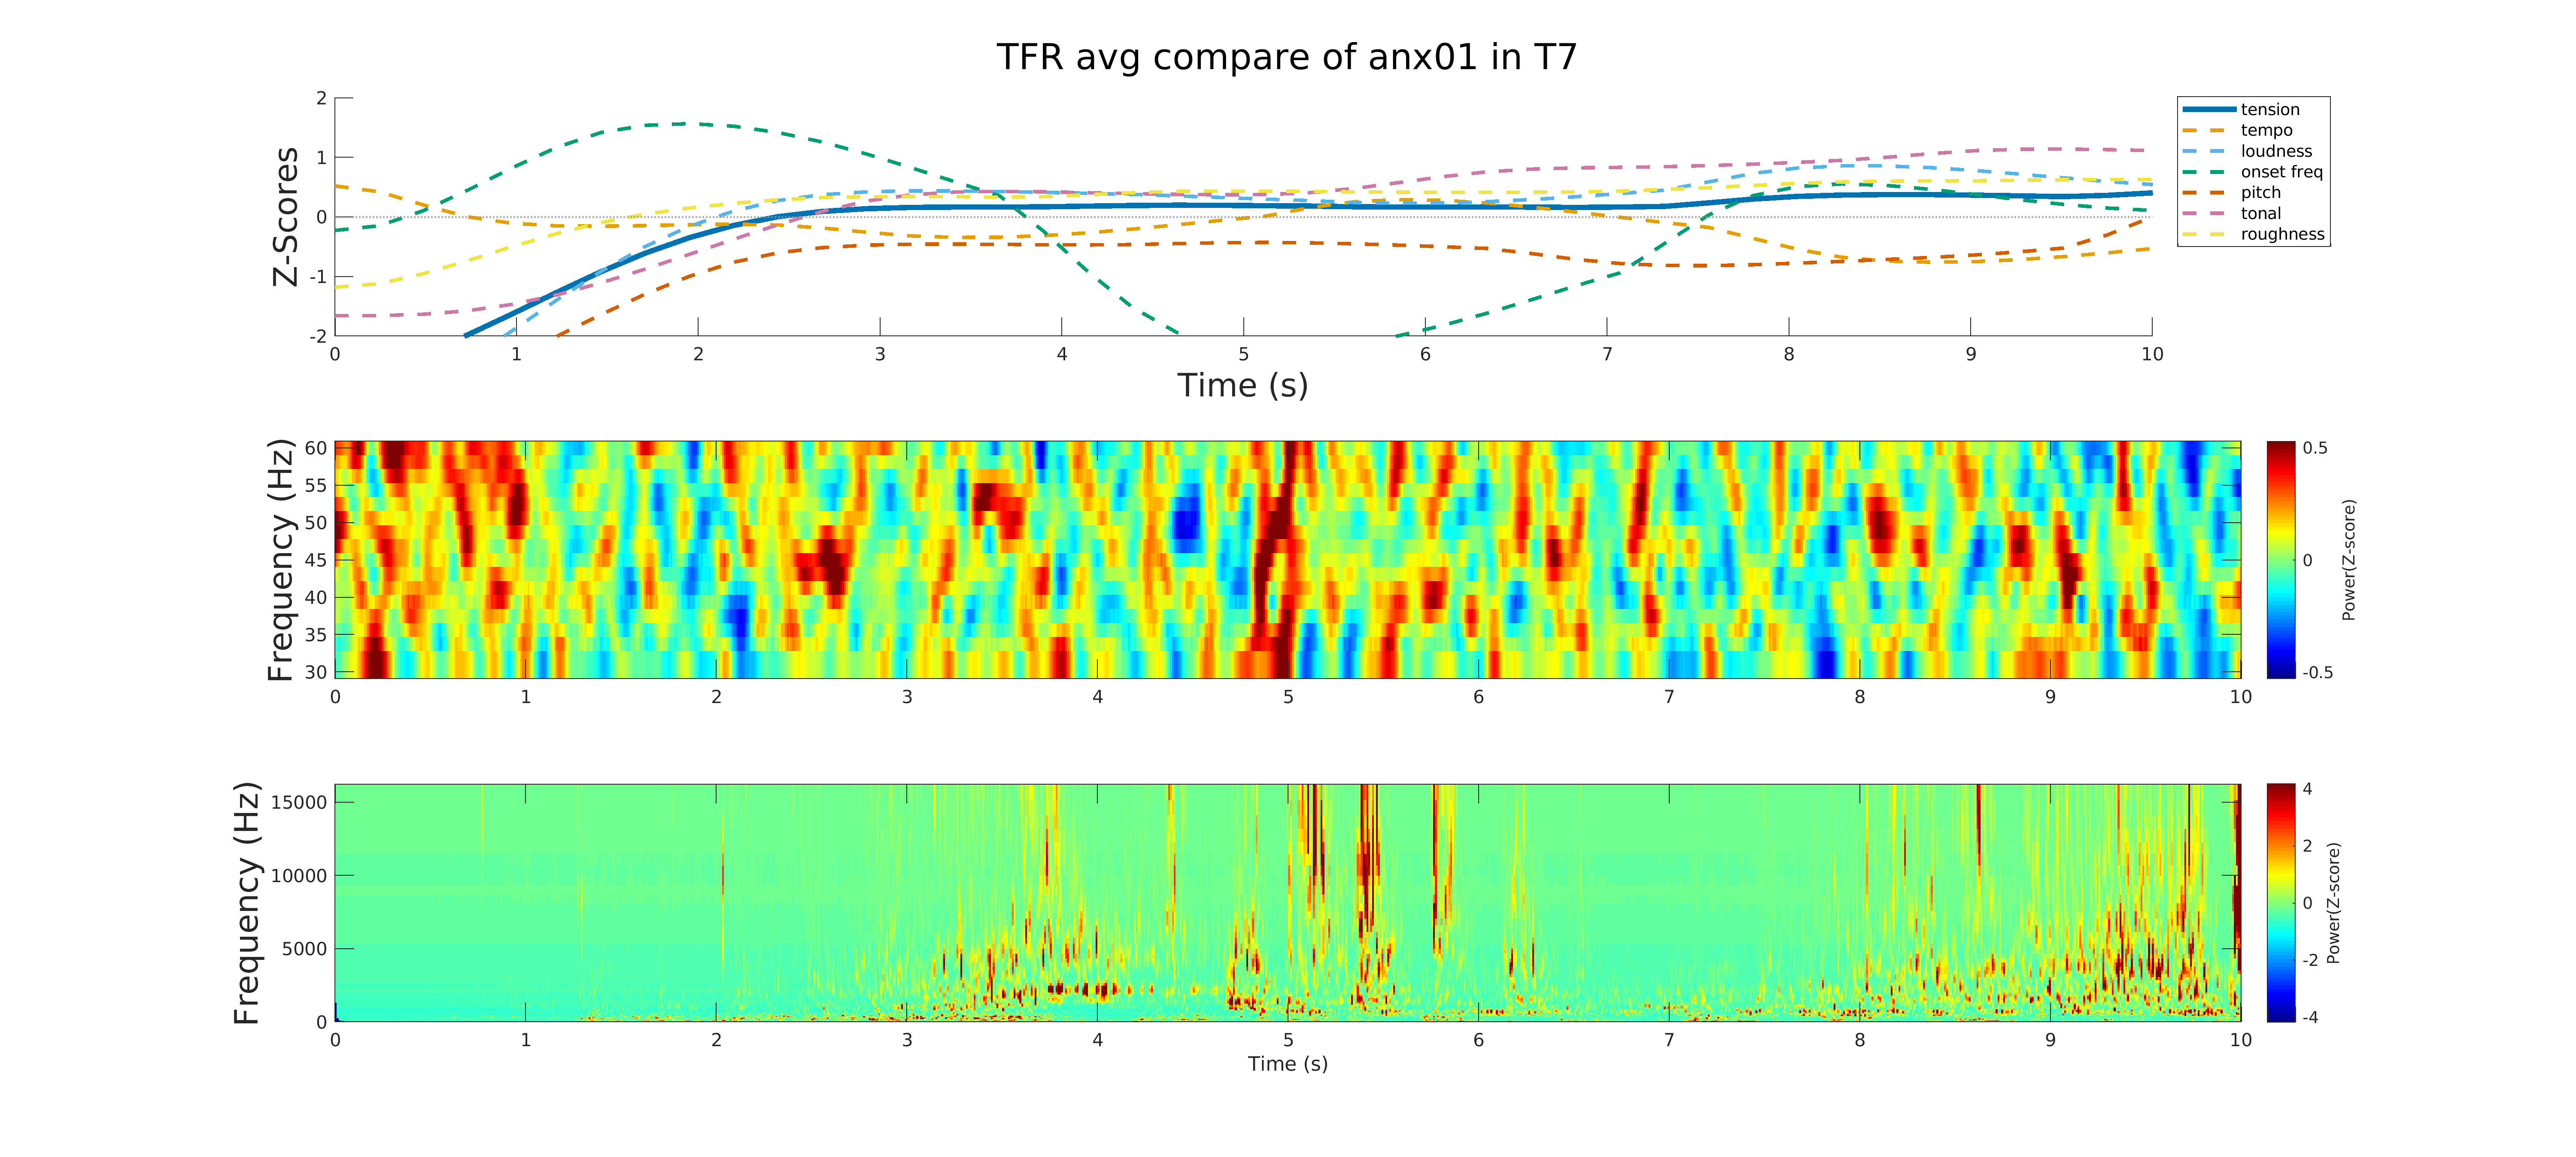 TFR avg compare of anx01 in T7
Z-Scores
2
1
0
-1
-2
0 1 2 3 4 5 6 7 8 9 10
Time (s)
tension
tempo
loudness
onset freq
pitch
tonal
roughness
Frequency (Hz)
60
55
50
45
40
35
30
0 1 2 3 4 5 6 7 8 9 10
0.5
0
-0.5
Power(Z-score)
Frequency (Hz)
15000
10000
5000
0
0 1 2 3 4 5 6 7 8 9 10
Time (s)
4
2
0
-2
-4
Power(Z-score)